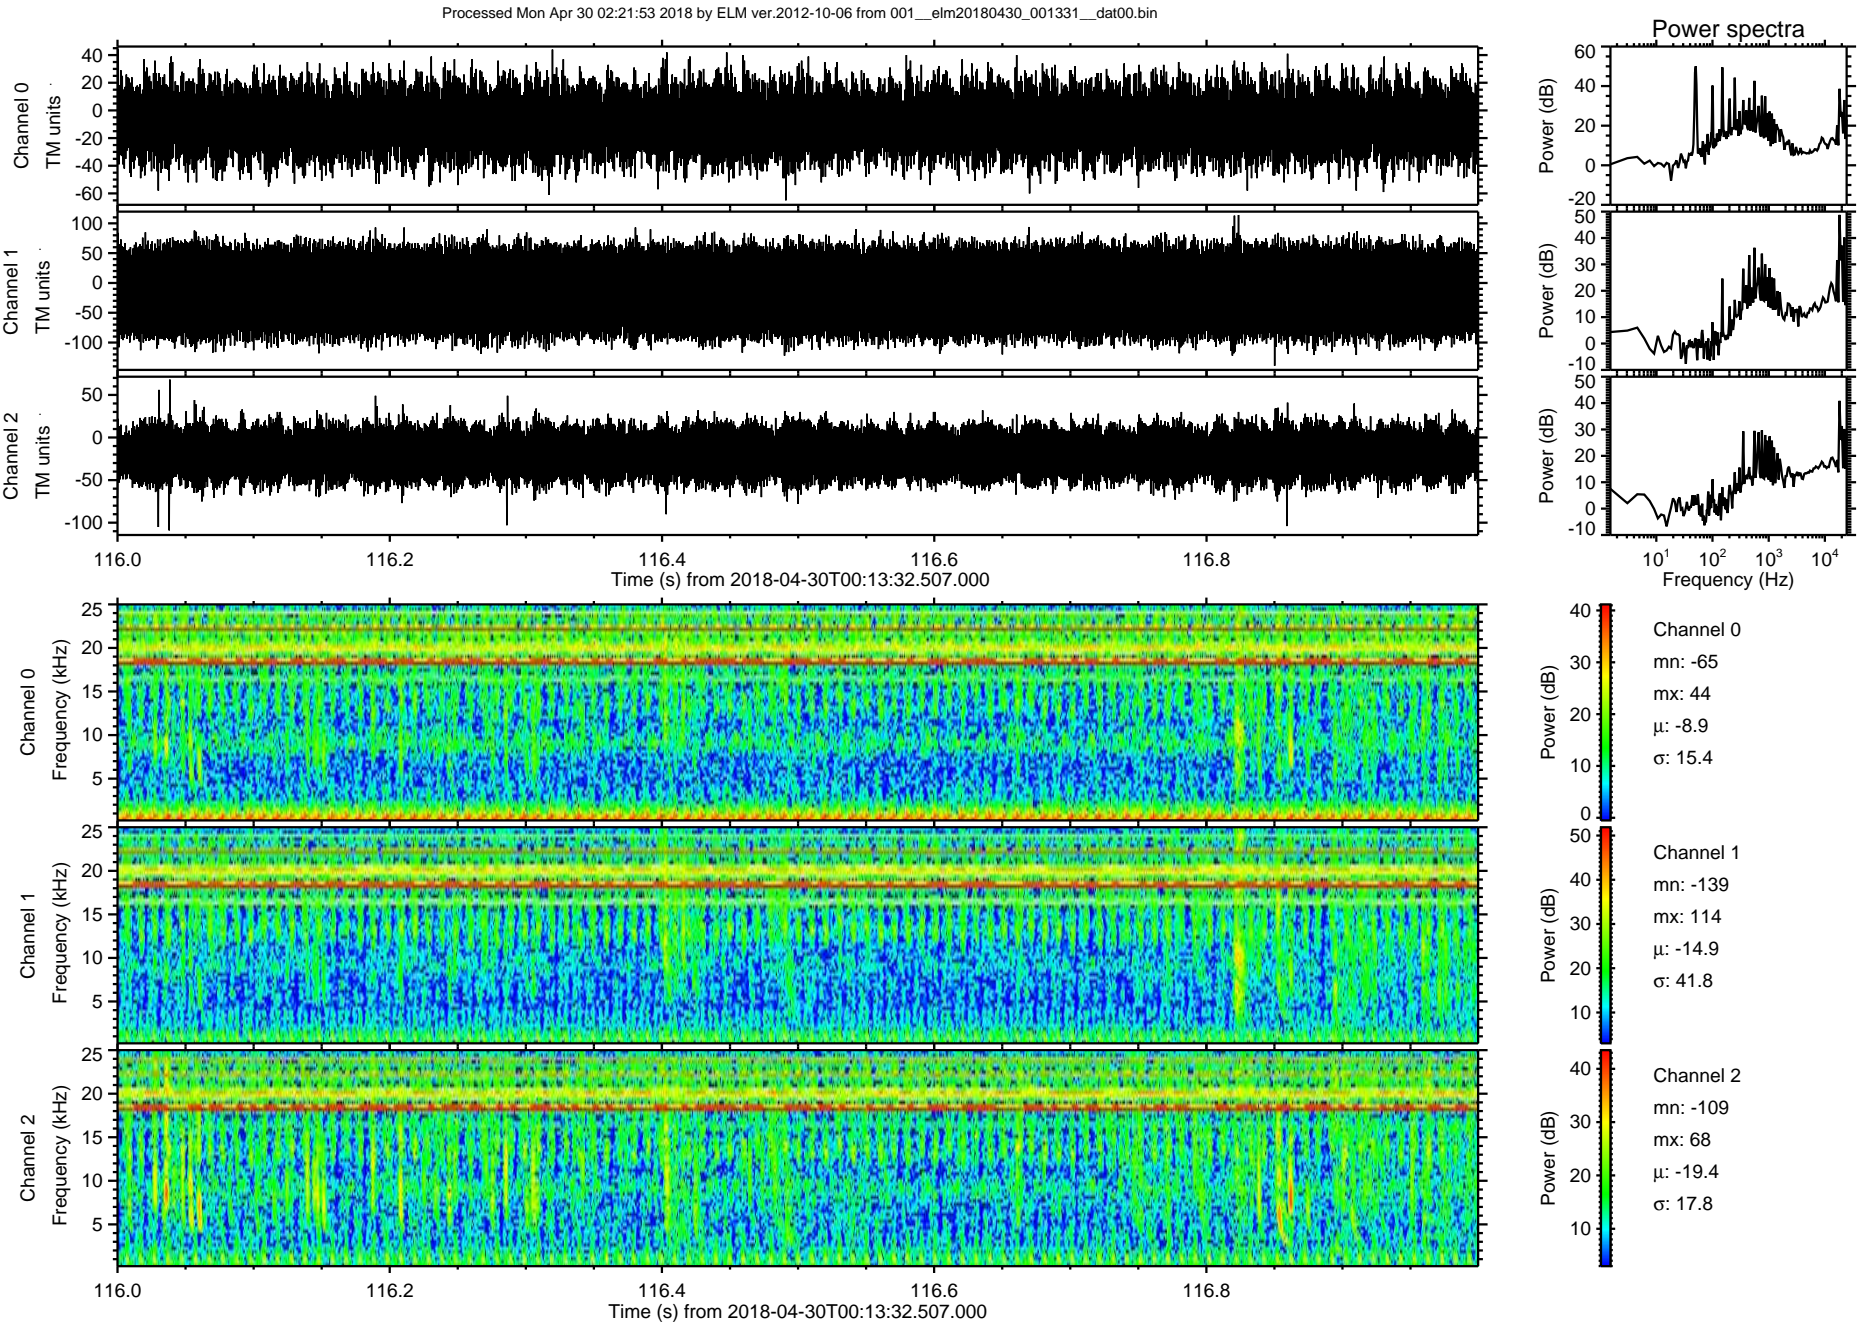 Processed Mon Apr 30 02:21:53 2018 by ELM ver.2012-10-06 from 001__elm20180430_001331__dat00.bin
Power spectra
Channel 0
TM units
40
20
0
-20
-40
-60
Power (dB)
60
40
20
0
-20
Channel 1
TM units
100
50
0
-50
-100
Power (dB)
50
40
30
20
10
0
-10
Channel 2
TM units
50
0
-50
-100
Power (dB)
50
40
30
20
10
0
-10
116.0 116.2 116.4 116.6 116.8
Time (s) from 2018-04-30T00:13:32.507.000
10^1 10^2 10^3 10^4
Frequency (Hz)
Channel 0
Frequency (kHz)
25
20
15
10
5
Power (dB)
40
30
20
10
0
Channel 0
mn: -65
mx: 44
μ: -8.9
σ: 15.4
Channel 1
Frequency (kHz)
25
20
15
10
5
Power (dB)
50
40
30
20
10
Channel 1
mn: -139
mx: 114
μ: -14.9
σ: 41.8
Channel 2
Frequency (kHz)
25
20
15
10
5
Power (dB)
40
30
20
10
Channel 2
mn: -109
mx: 68
μ: -19.4
σ: 17.8
116.0 116.2 116.4 116.6 116.8
Time (s) from 2018-04-30T00:13:32.507.000